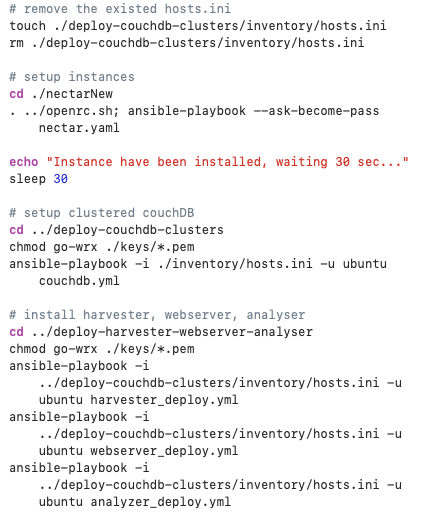 # remove the existed hosts.ini
touch ./deploy-couchdb-clusters/inventory/hosts.ini
rm ./deploy-couchdb-clusters/inventory/hosts.ini

# setup instances
cd ./nectarNew
. ../openrc.sh; ansible-playbook --ask-become-pass
    nectar.yaml

echo "Instance have been installed, waiting 30 sec..."
sleep 30

# setup clustered couchDB
cd ../deploy-couchdb-clusters
chmod go-wrx ./keys/*.pem
ansible-playbook -i ./inventory/hosts.ini -u ubuntu
    couchdb.yml

# install harvester, webserver, analyser
cd ../deploy-harvester-webserver-analyser
chmod go-wrx ./keys/*.pem
ansible-playbook -i
    ../deploy-couchdb-clusters/inventory/hosts.ini -u
    ubuntu harvester_deploy.yml
ansible-playbook -i
    ../deploy-couchdb-clusters/inventory/hosts.ini -u
    ubuntu webserver_deploy.yml
ansible-playbook -i
    ../deploy-couchdb-clusters/inventory/hosts.ini -u
    ubuntu analyzer_deploy.yml